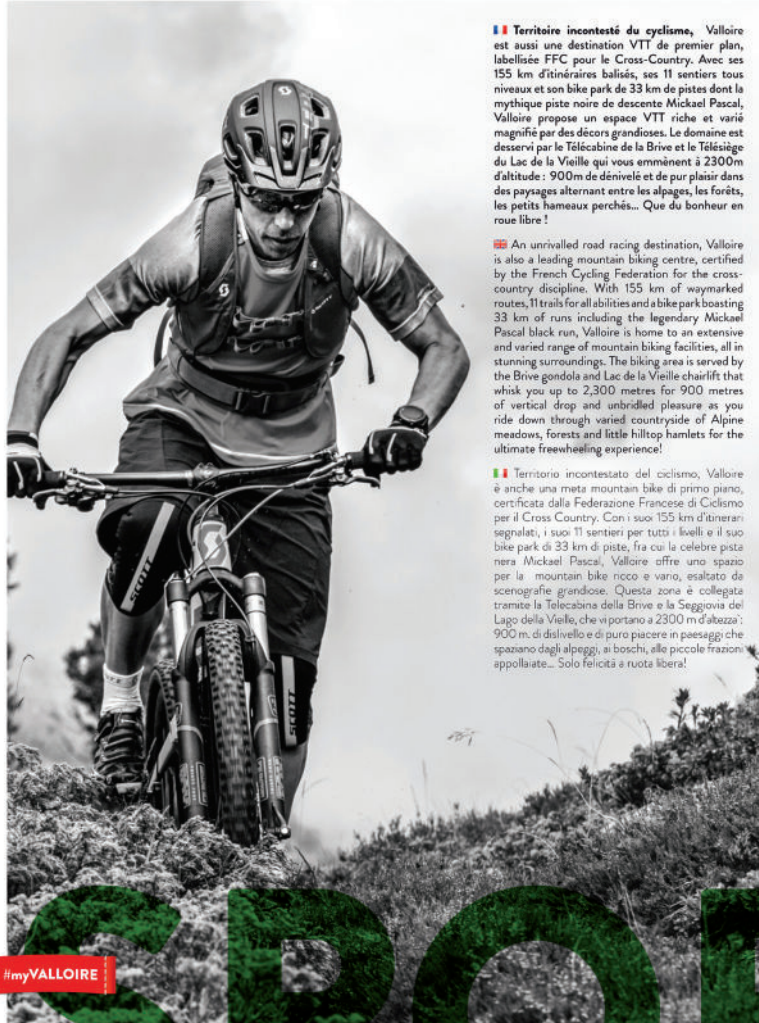 Territoire incontesté du cyclisme, Valloire
est aussi une destination VTT de premier plan,
labellisée FFC pour le Cross-Country. Avec ses
155 km d'itinéraires balisés, ses 11 sentiers tous
niveaux et son bike park de 33 km de pistes dont la
mythique piste noire de descente Mickael Pascal,
Valloire propose un espace VTT riche et varié
magnifié par des décors grandioses. Le domaine est
desservi par le Télécabine de la Brive et le Télésiège
du Lac de la Vieille qui vous emmènent à 2300m
d'altitude : 900m de dénivelé et de pur plaisir dans
des paysages alternant entre les alpages, les forêts,
les petits hameaux perchés... Que du bonheur en
roue libre !
An unrivalled road racing destination, Valloire
is also a leading mountain biking centre, certified
by the French Cycling Federation for the cross-
country discipline. With 155 km of waymarked
routes, 11 trails for all abilities and a bike park boasting
33 km of runs including the legendary Mickael
Pascal black run, Valloire is home to an extensive
and varied range of mountain biking facilities, all in
stunning surroundings. The biking area is served by
the Brive gondola and Lac de la Vieille chairlift that
whisk you up to 2,300 metres for 900 metres
of vertical drop and unbridled pleasure as you
ride down through varied countryside of Alpine
meadows, forests and little hilltop hamlets for the
ultimate freewheeling experience!
Territorio incontestato del ciclismo, Valloire
è anche una meta mountain bike di primo piano,
certificata dalla Federazione Francese di Ciclismo
per il Cross Country. Con i suoi 155 km d'itinerari
segnalati, i suoi 11 sentieri per tutti i livelli e il suo
bike park di 33 km di piste, fra cui la celebre pista
nera Mickael Pascal, Valloire offre uno spazio
per la mountain bike ricco e vario, esaltato da
scenografie grandiose. Questa zona è collegata
tramite la Telecabina della Brive e la Seggiovia del
Lago della Vieille, che vi portano a 2300 m d'altezza:
900 m. di dislivello e di puro piacere in paesaggi che
spaziano dagli alpeggi, ai boschi, alle piccole frazioni
appollaiate... Solo felicità a ruota libera!
SCOTT
SCOTT
#myVALLOIRE
SPOR